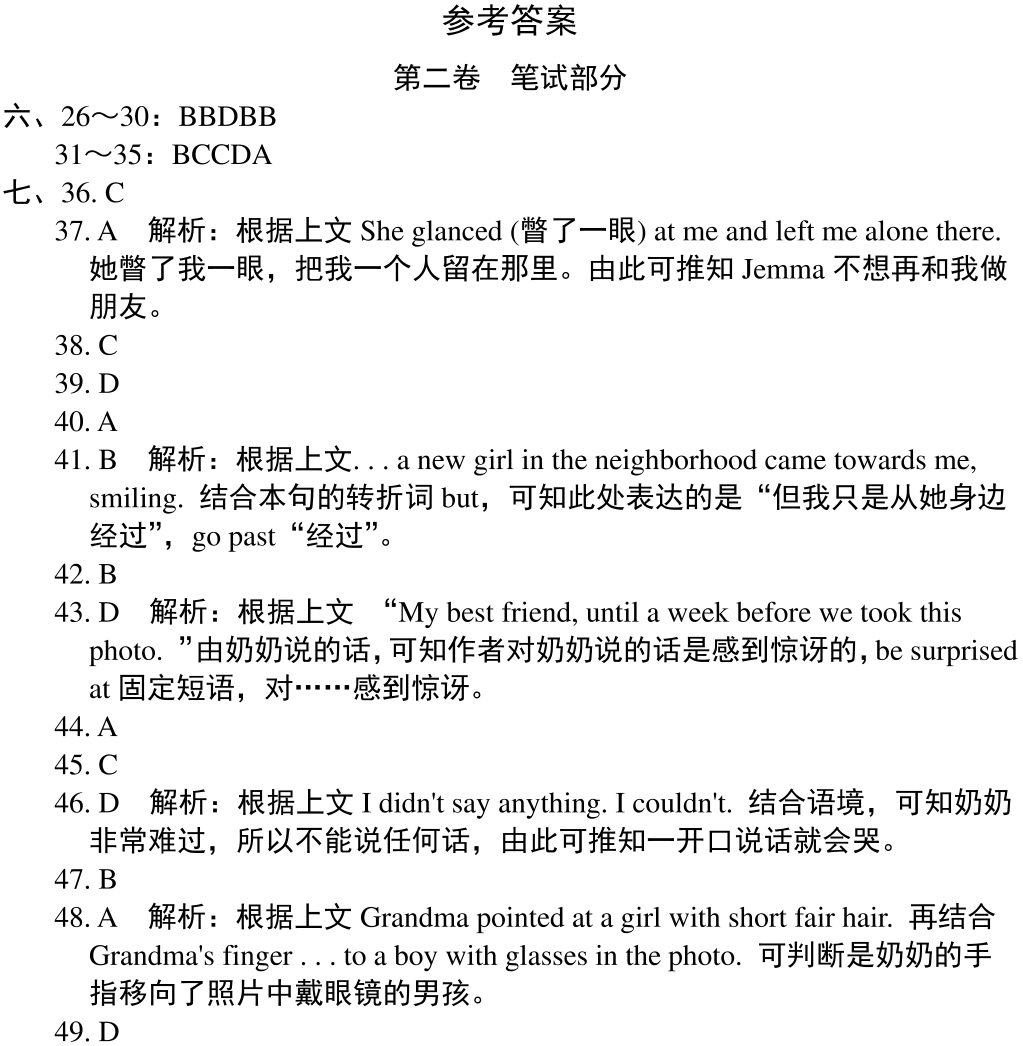 参考答案
第二卷 笔试部分
六、26～30：BBDBB
31～35：BCCDA
七、36. C
37. A 解析：根据上文 She glanced (瞥了一眼) at me and left me alone there.
她瞥了我一眼，把我一个人留在那里。由此可推知 Jemma 不想再和我做
朋友。
38. C
39. D
40. A
41. B 解析：根据上文. . . a new girl in the neighborhood came towards me,
smiling. 结合本句的转折词 but，可知此处表达的是“但我只是从她身边
经过”，go past“经过”。
42. B
43. D 解析：根据上文 “My best friend, until a week before we took this
photo. ”由奶奶说的话，可知作者对奶奶说的话是感到惊讶的，be surprised
at 固定短语，对……感到惊讶。
44. A
45. C
46. D 解析：根据上文 I didn't say anything. I couldn't. 结合语境，可知奶奶
非常难过，所以不能说任何话，由此可推知一开口说话就会哭。
47. B
48. A 解析：根据上文 Grandma pointed at a girl with short fair hair. 再结合
Grandma's finger . . . to a boy with glasses in the photo. 可判断是奶奶的手
指移向了照片中戴眼镜的男孩。
49. D